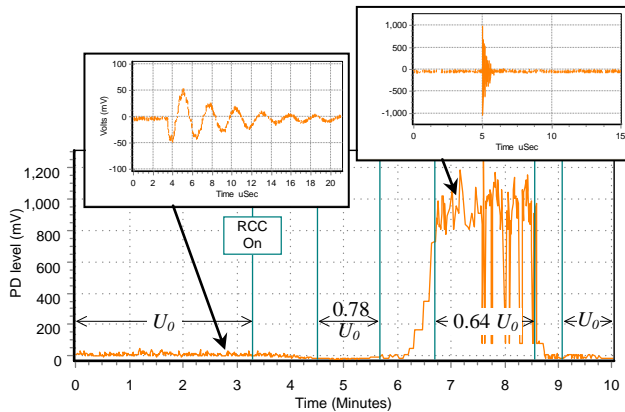 100
50
0
-50
-100
Volts (mV)
0 2 4 6 8 10 12 14 16 18 20
Time uSec
1,000
500
0
-500
-1,000
0 5 10 15
Time uSec
PD level (mV)
1,200
1,000
800
600
400
200
0
RCC
On
U0
0.78
U0
0.64 U0
U0
0 1 2 3 4 5 6 7 8 9 10
Time (Minutes)